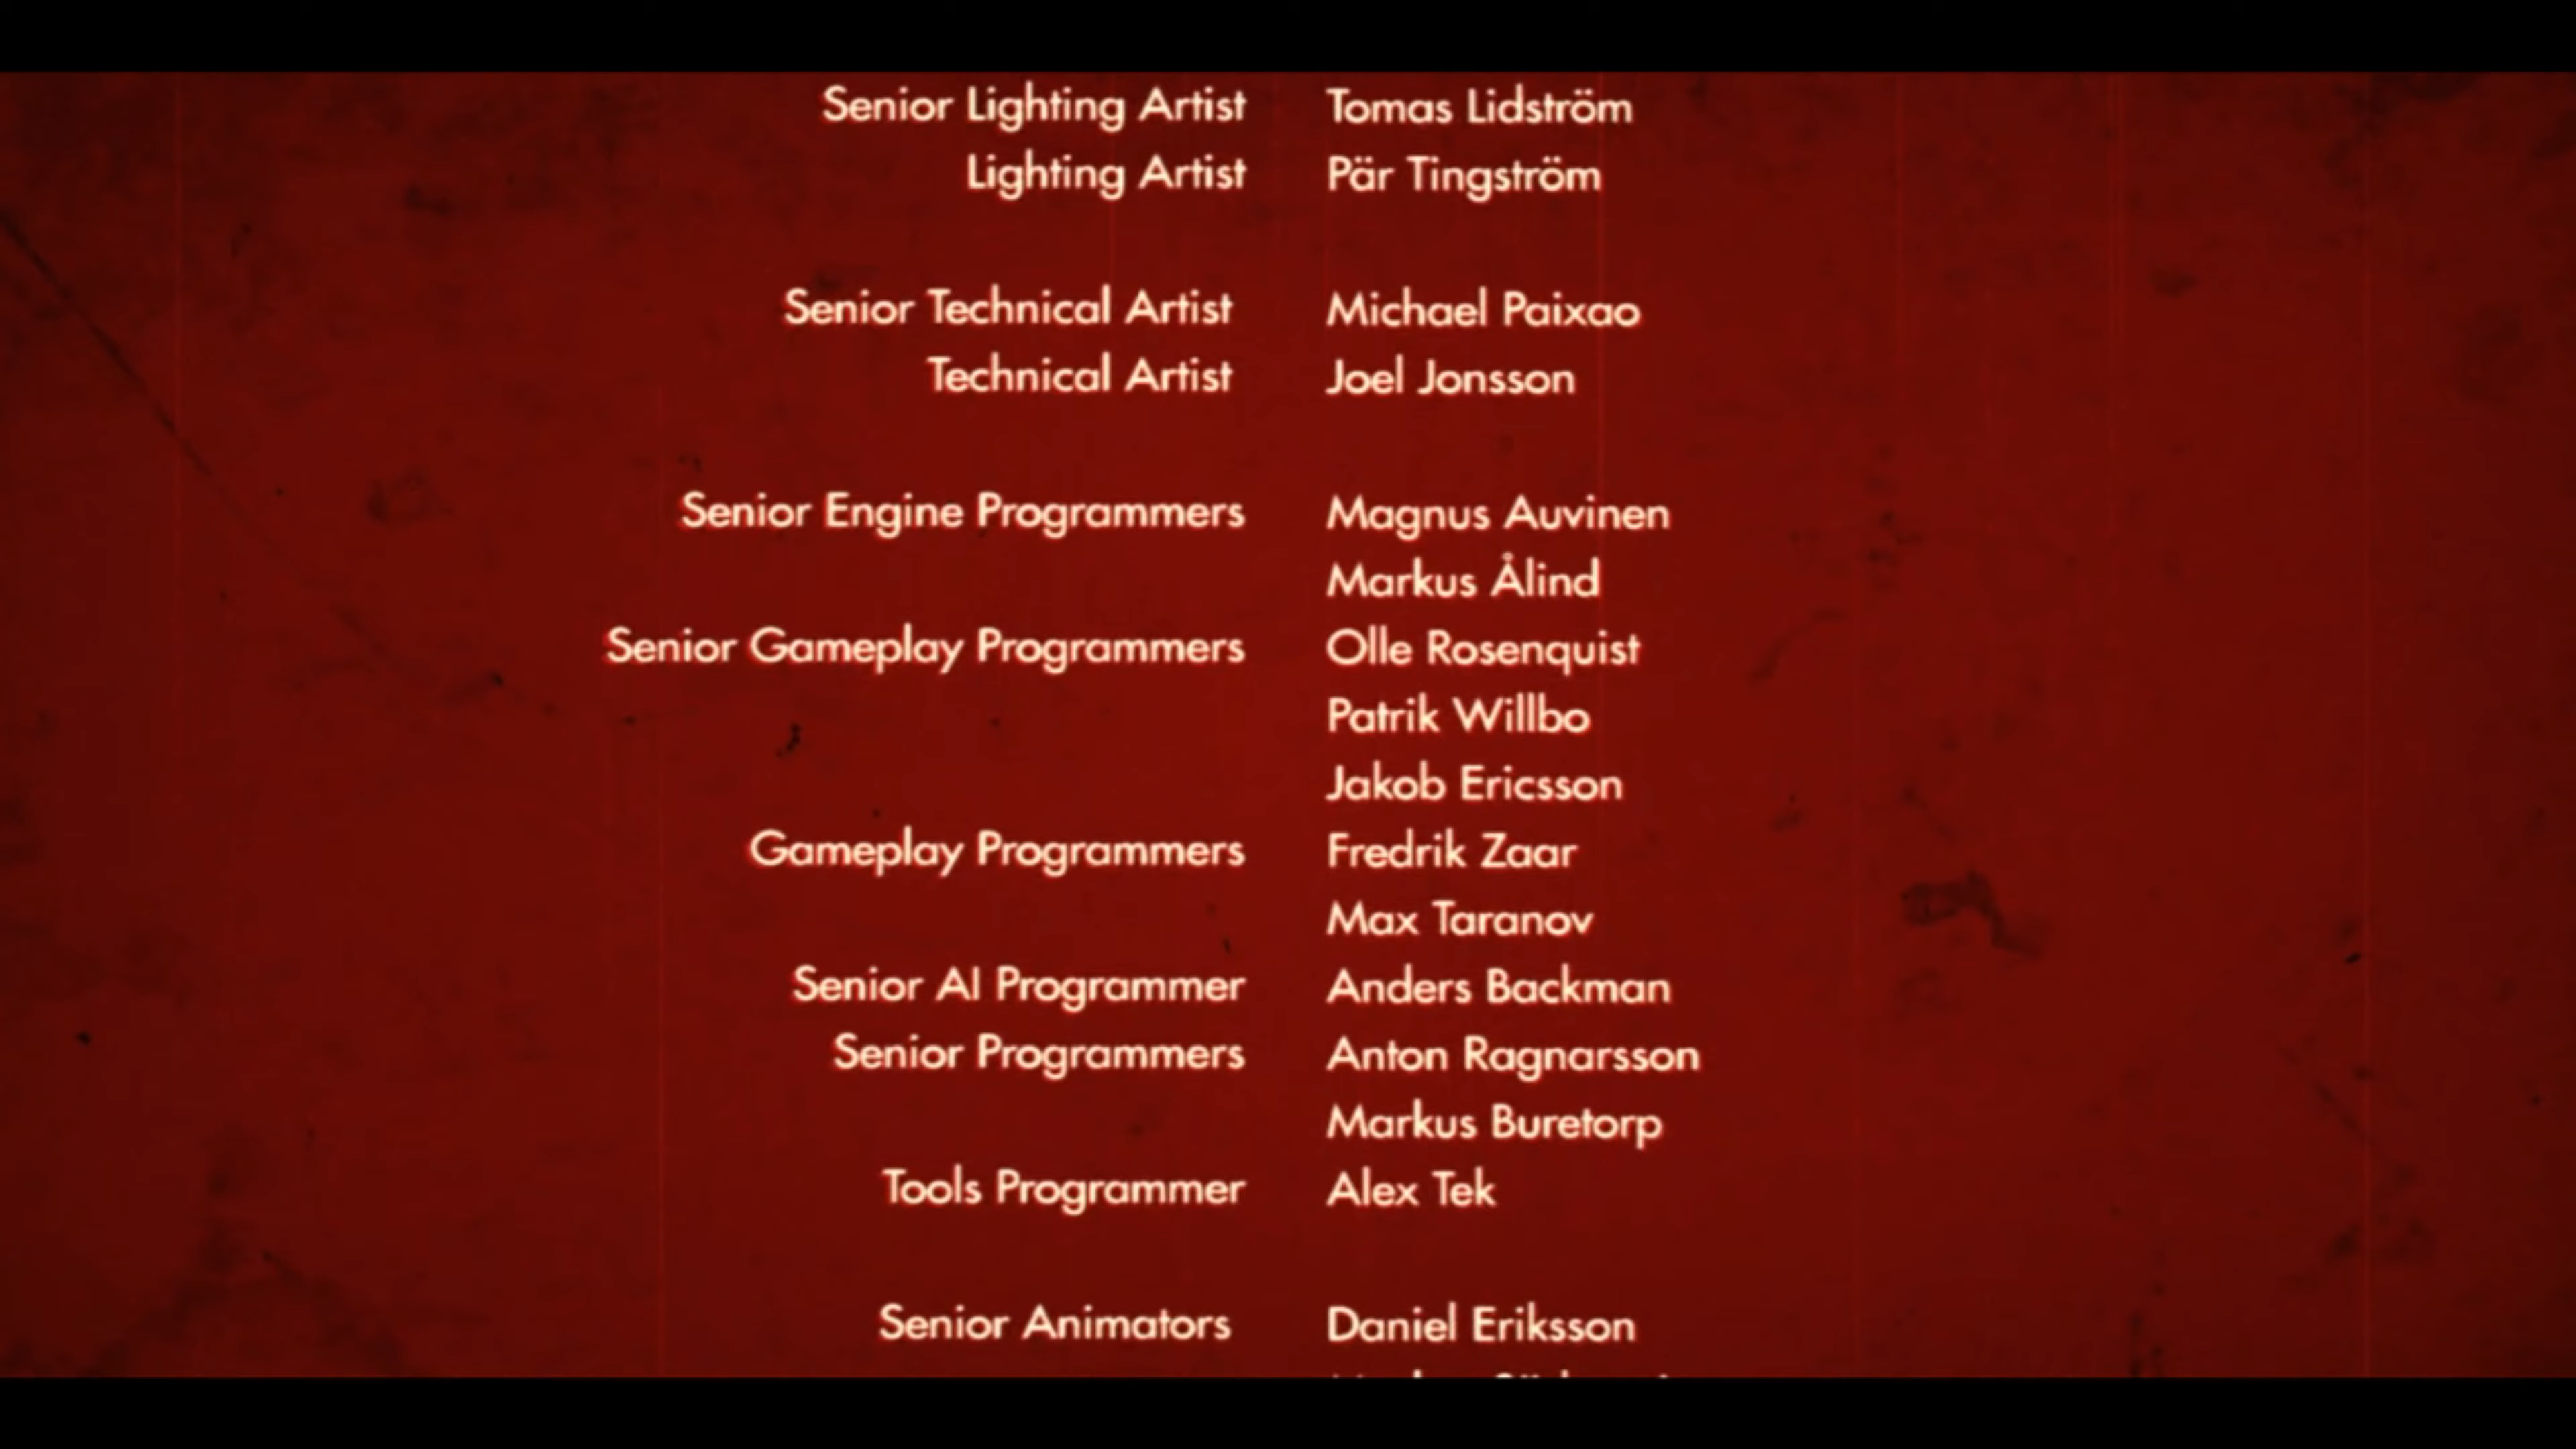 Senior Lighting Artist Tomas Lidström
Lighting Artist Pär Tingström
Senior Technical Artist Michael Paixao
Technical Artist Joel Jonsson
Senior Engine Programmers Magnus Auvinen
Markus Ålind
Senior Gameplay Programmers Olle Rosenquist
Patrik Willbo
Jakob Ericsson
Gameplay Programmers Fredrik Zaar
Max Taranov
Senior AI Programmer Anders Backman
Senior Programmers Anton Ragnarsson
Markus Buretorp
Tools Programmer Alex Tek
Senior Animators Daniel Eriksson